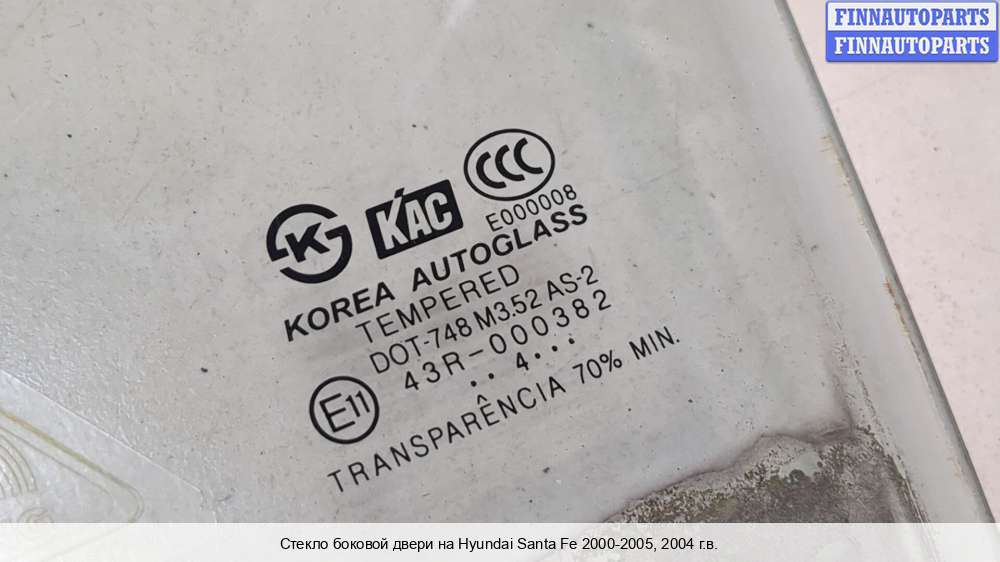 FINNAUTOPARTS
FINNAUTOPARTS
K
KAC
CCC
E000008
KOREA AUTOGLASS
TEMPERED
DOT-748 M3.52 AS-2
43R-000382
.. 4...
E11
TRANSPARÊNCIA 70% MIN.
Стекло боковой двери на Hyundai Santa Fe 2000-2005, 2004 г.в.